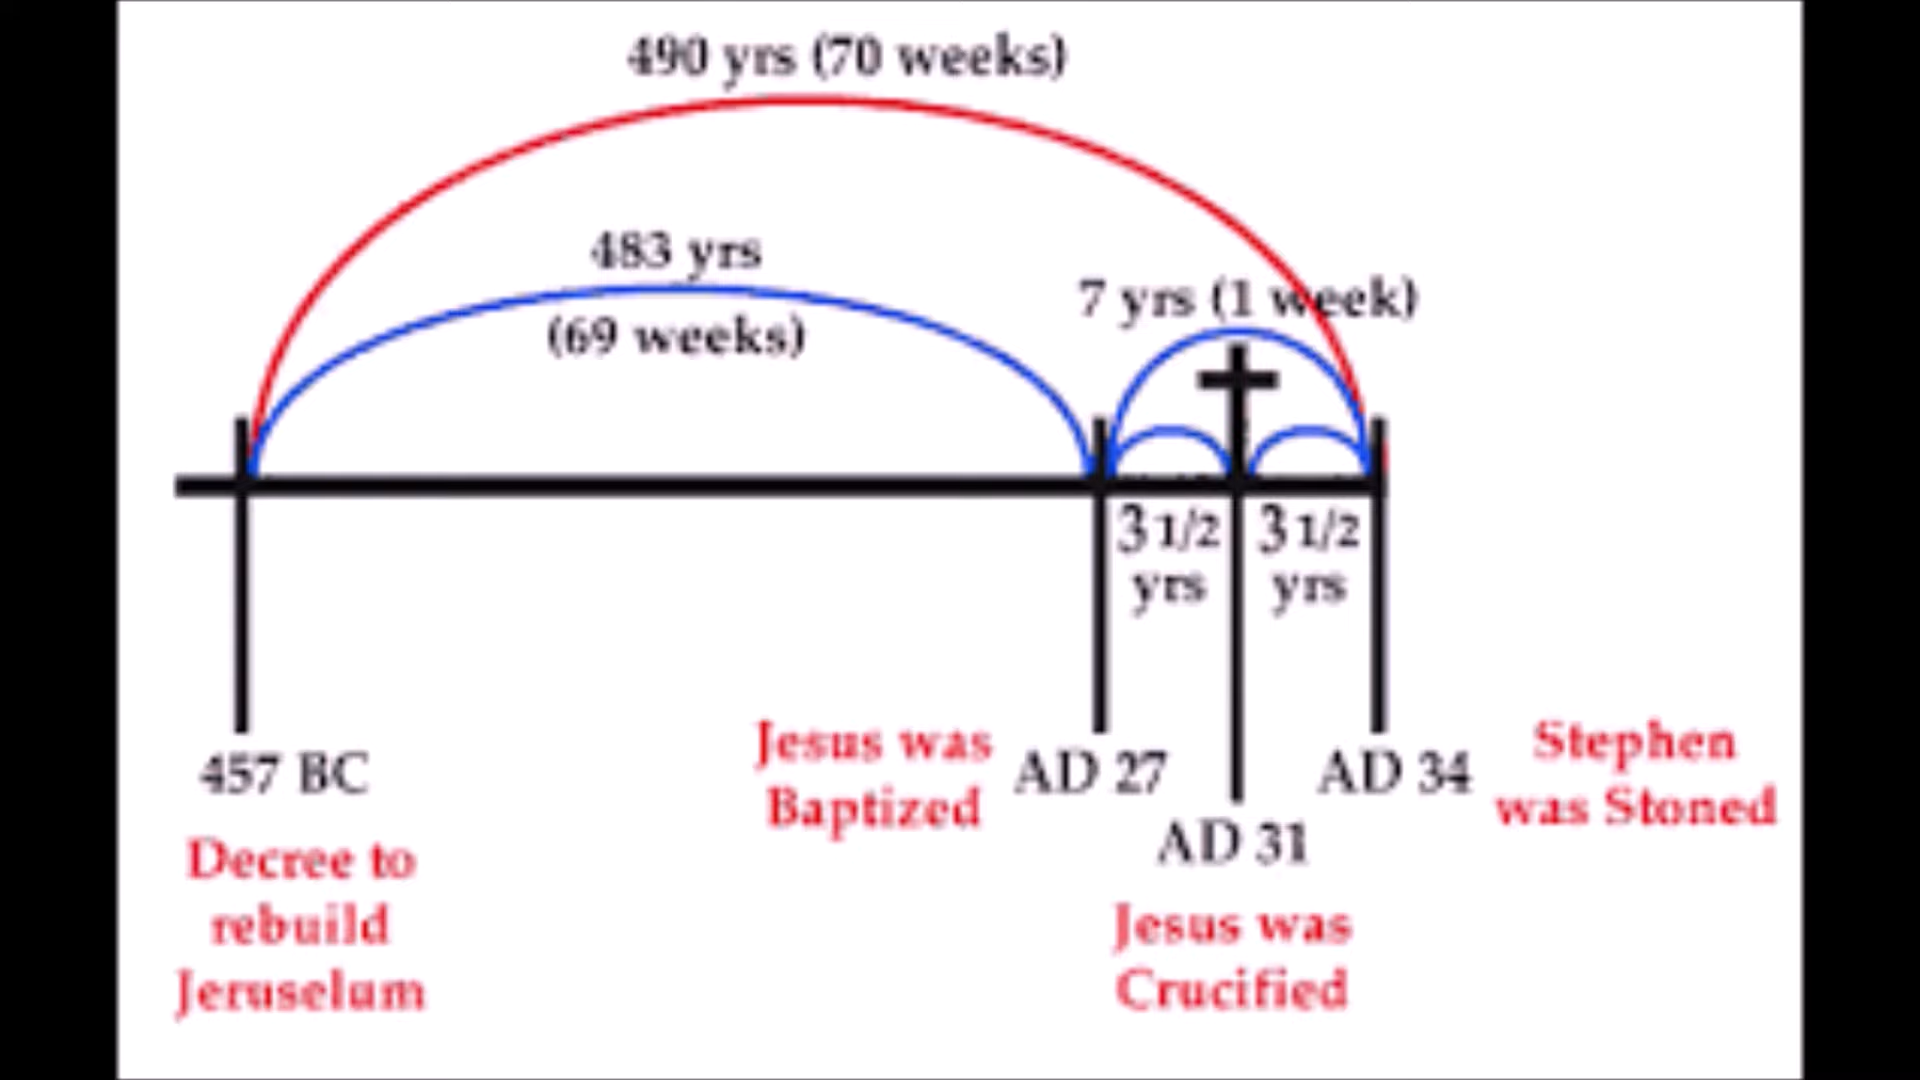 490 yrs (70 weeks)
483 yrs
(69 weeks)
7 yrs (1 week)
3 1/2
yrs
3 1/2
yrs
457 BC
Decree to
rebuild
Jeruselum
Jesus was
Baptized
AD 27
AD 31
Jesus was
Crucified
AD 34
Stephen
was Stoned